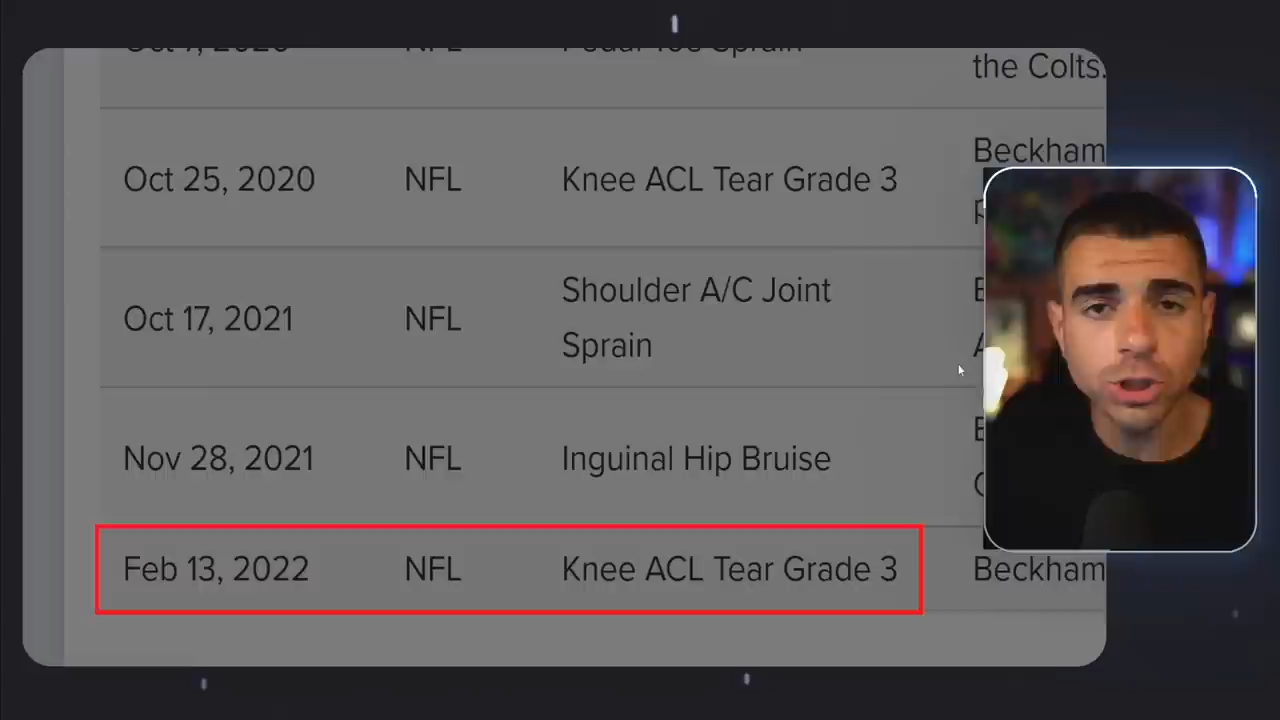 the Colts.
Beckham
Oct 25, 2020 NFL Knee ACL Tear Grade 3
Shoulder A/C Joint
Oct 17, 2021 NFL
Sprain
Nov 28, 2021 NFL Inguinal Hip Bruise
Feb 13, 2022 NFL Knee ACL Tear Grade 3 Beckham